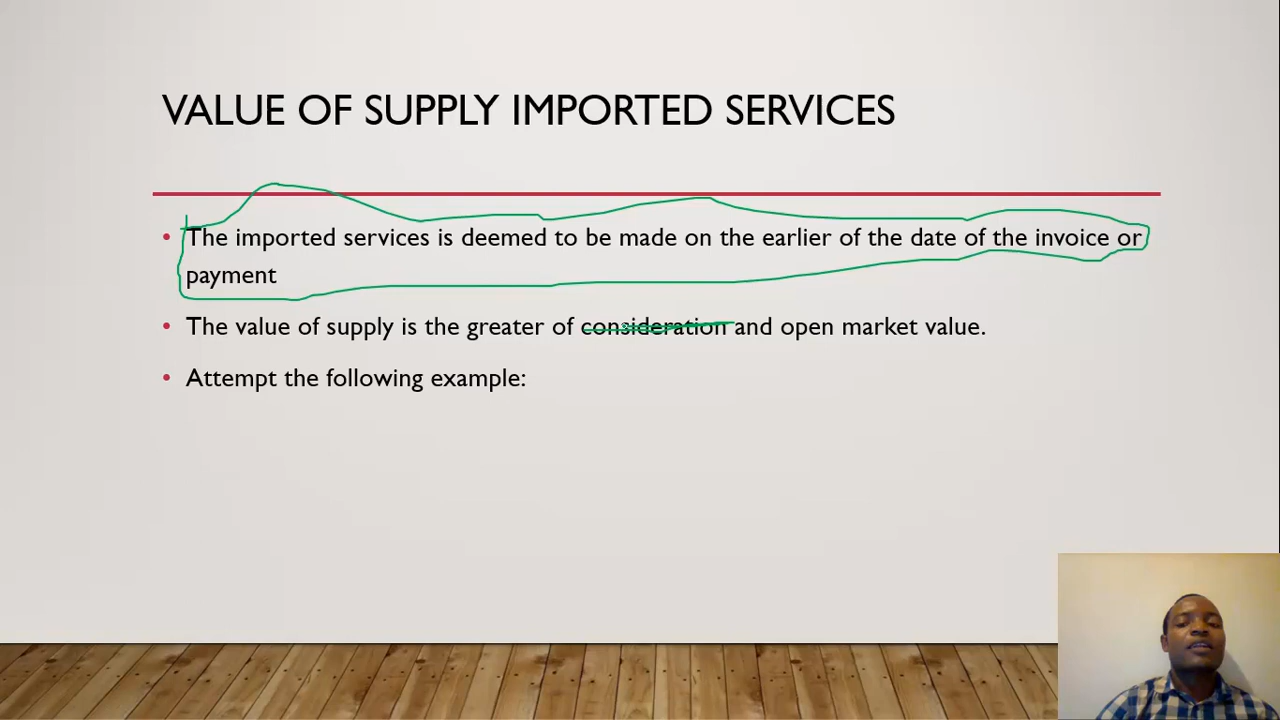 VALUE OF SUPPLY IMPORTED SERVICES
• The imported services is deemed to be made on the earlier of the date of the invoice or
payment
• The value of supply is the greater of consideration and open market value.
• Attempt the following example: